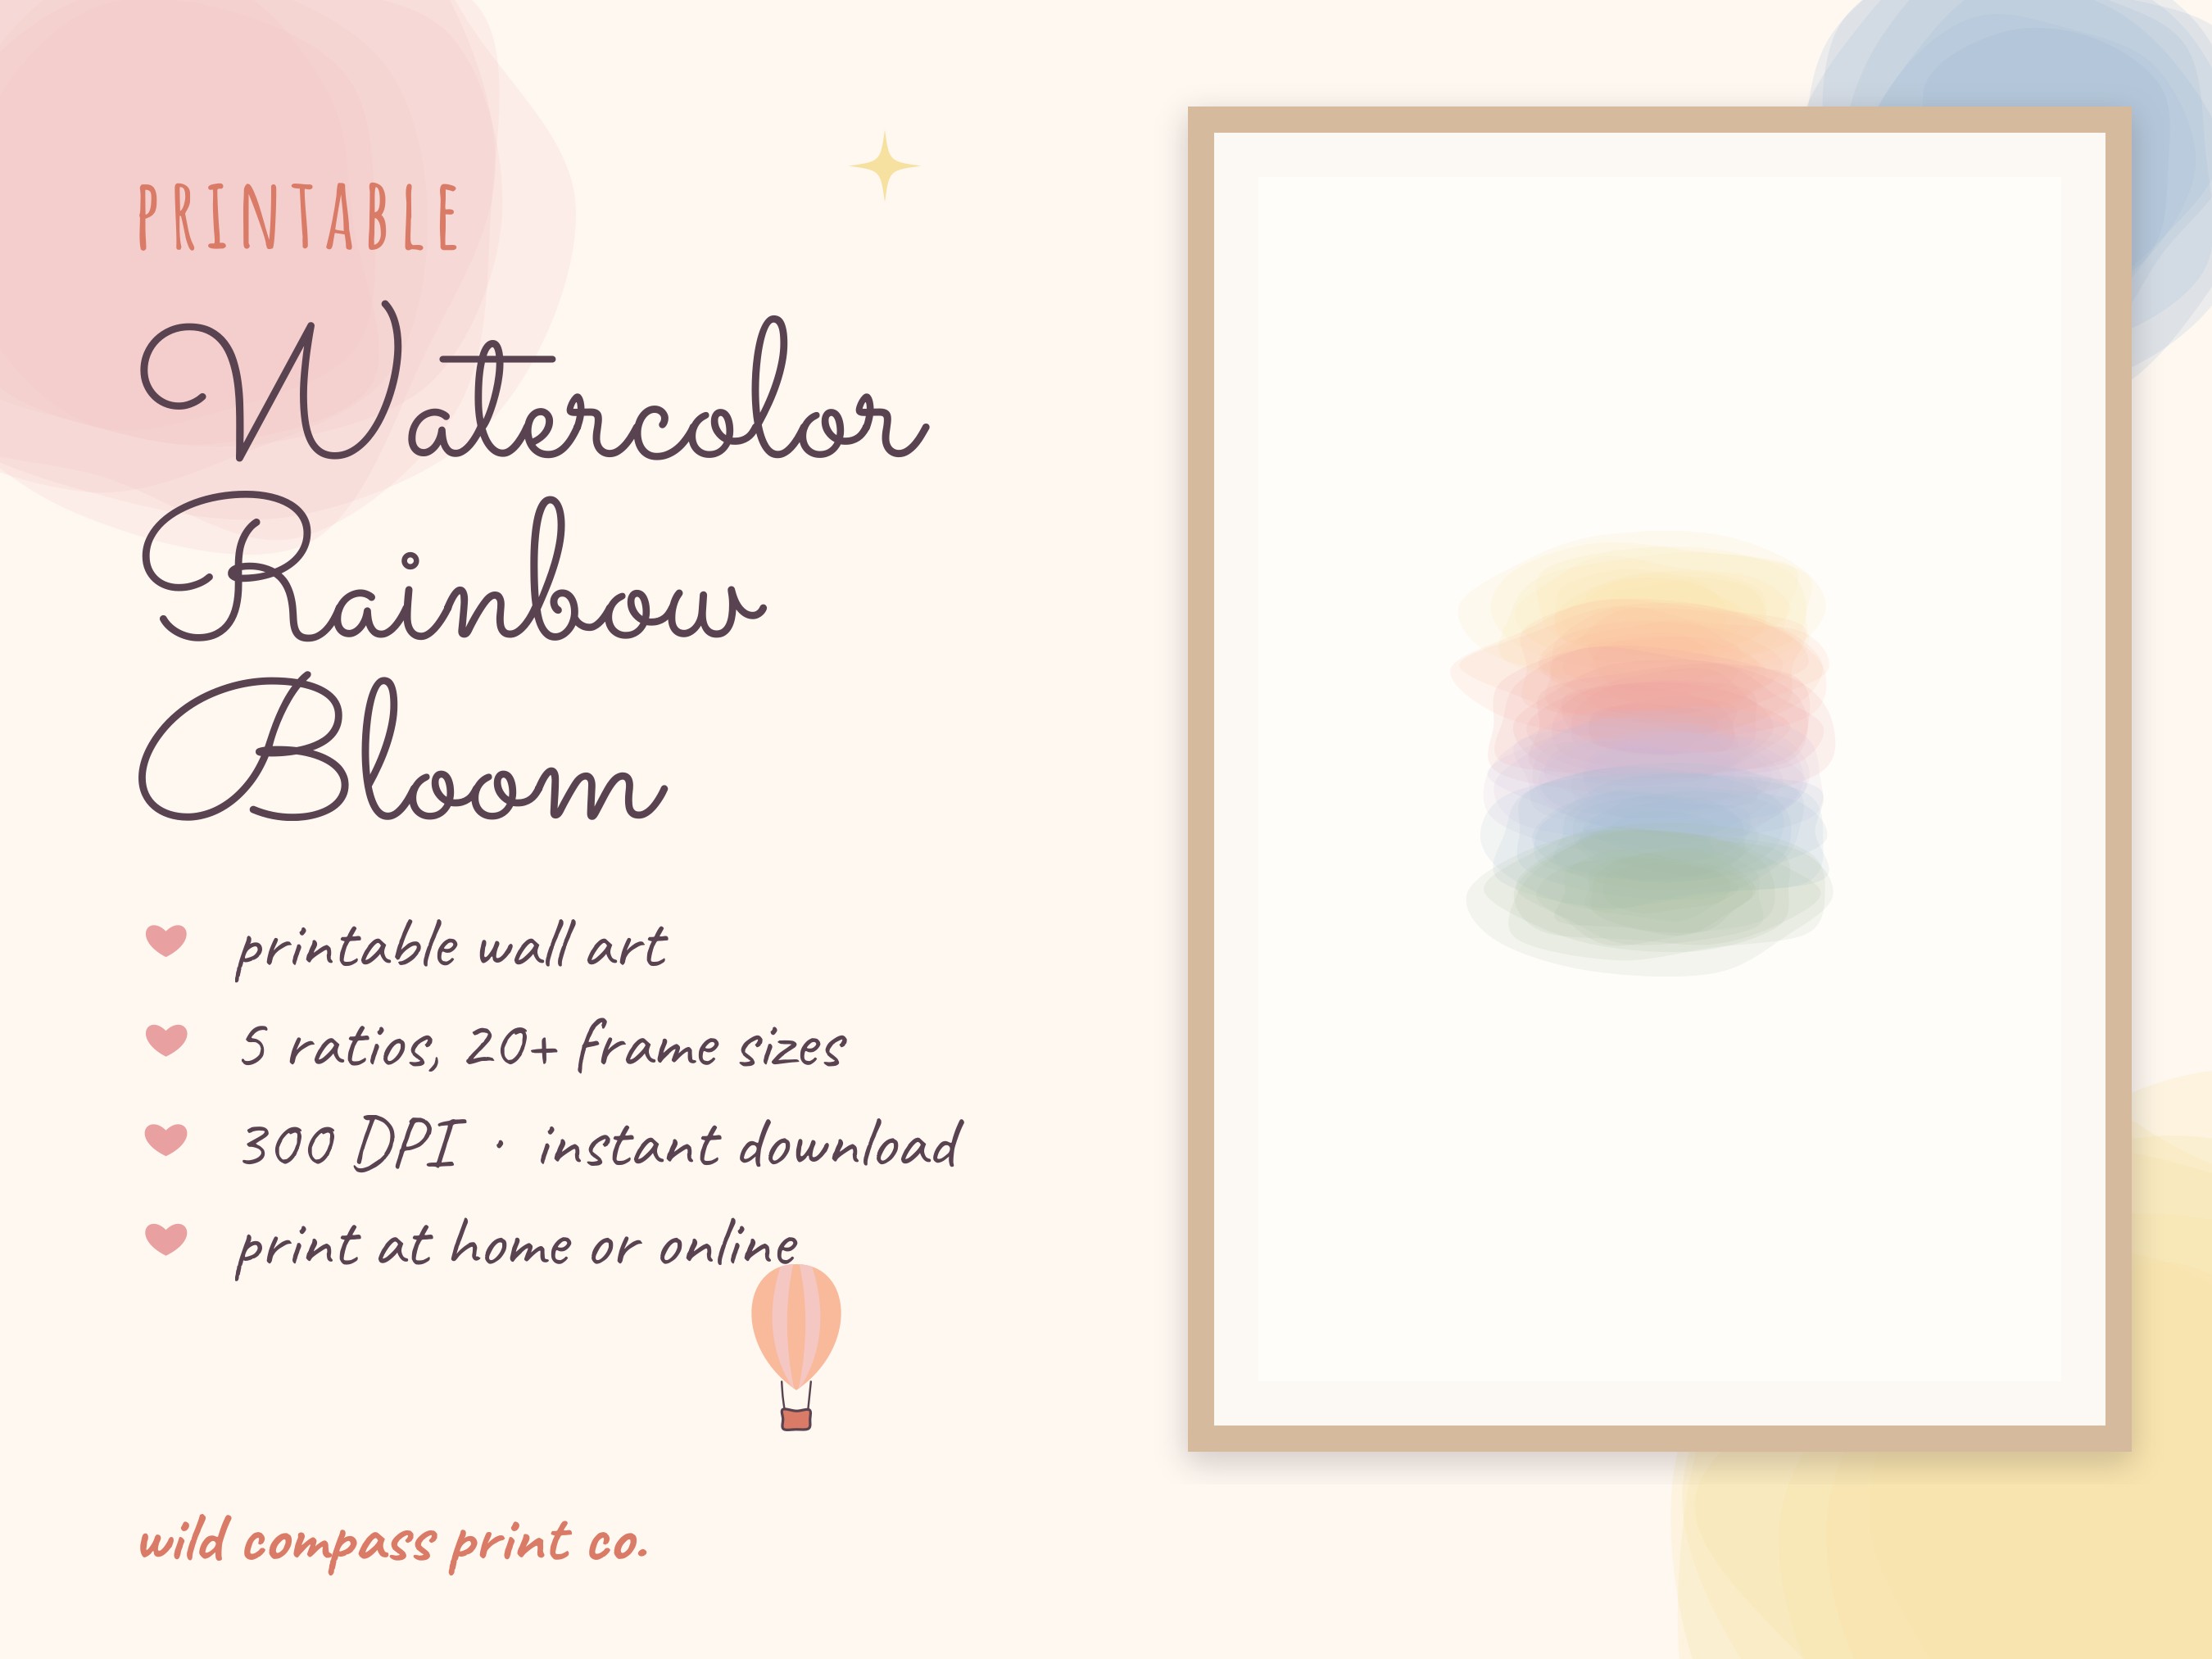 PRINTABLE
Watercolor
Rainbow
Bloom
printable wall art
5 ratios, 20+ frame sizes
300 DPI · instant download
print at home or online
wild compass print co.